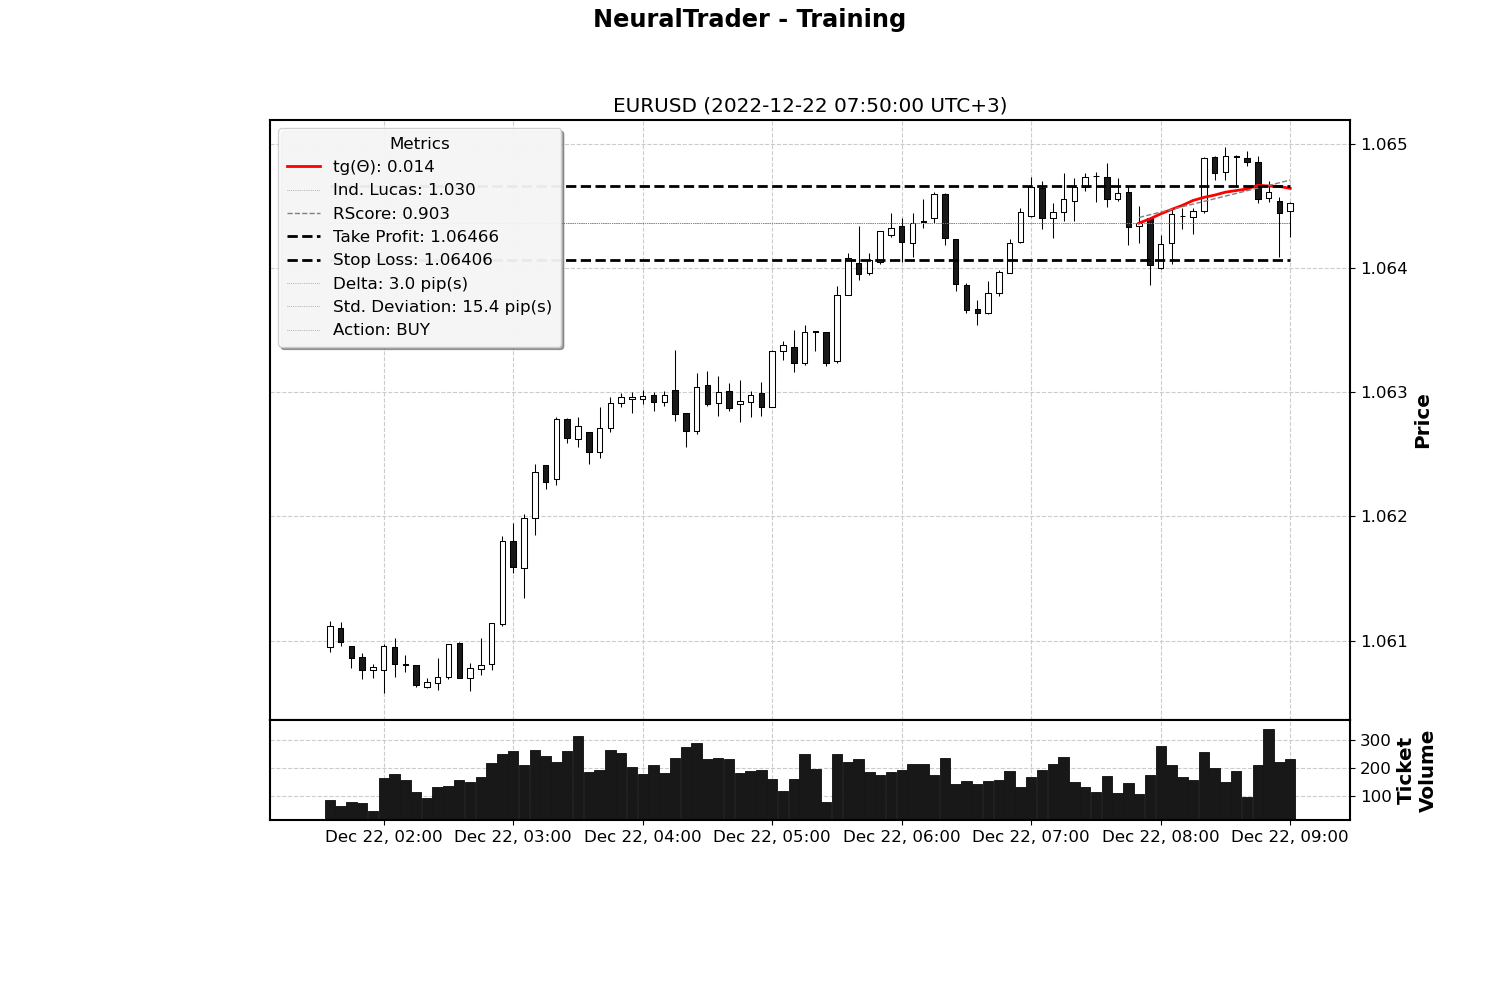 NeuralTrader - Training
EURUSD (2022-12-22 07:50:00 UTC+3)
Metrics
tg(Θ): 0.014
Ind. Lucas: 1.030
RScore: 0.903
Take Profit: 1.06466
Stop Loss: 1.06406
Delta: 3.0 pip(s)
Std. Deviation: 15.4 pip(s)
Action: BUY
1.065
1.064
1.063
1.062
1.061
Price
300
200
100
Ticket
Volume
Dec 22, 02:00
Dec 22, 03:00
Dec 22, 04:00
Dec 22, 05:00
Dec 22, 06:00
Dec 22, 07:00
Dec 22, 08:00
Dec 22, 09:00